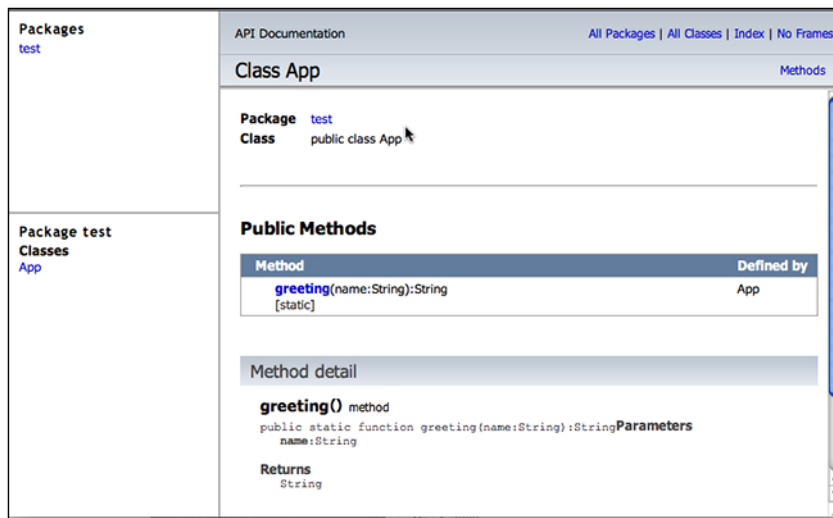 Packages
test
Package test
Classes
App
API Documentation
All Packages | All Classes | Index | No Frames
Class App
Methods
Package test
Class public class App
Public Methods
Method Defined by
greeting(name:String):String App
[static]
Method detail
greeting() method
public static function greeting(name:String):StringParameters
name:String
Returns
String